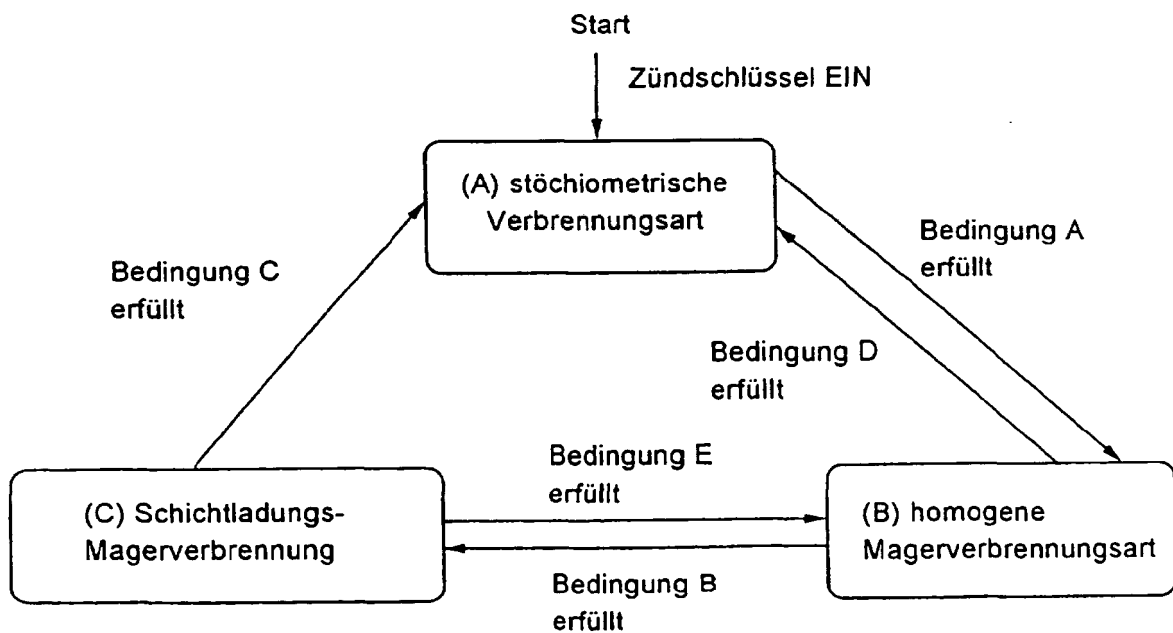 Start
Zündschlüssel EIN
(A) stöchiometrische
Verbrennungsart
Bedingung A
erfüllt
Bedingung C
erfüllt
Bedingung D
erfüllt
Bedingung E
erfüllt
(C) Schichtladungs-
Magerverbrennung
(B) homogene
Magerverbrennungsart
Bedingung B
erfüllt